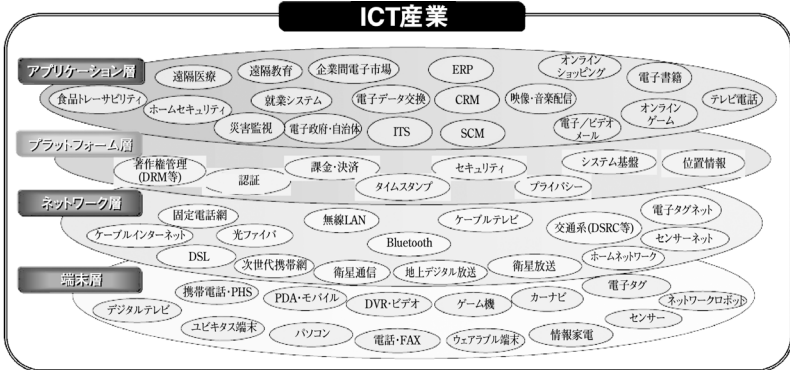 ICT産業
アプリケーション層
遠隔医療
遠隔教育
企業間電子市場
ERP
オンライン
ショッピング
電子書籍
食品トレーサビリティ
ホームセキュリティ
就業システム
電子データ交換
CRM
映像・音楽配信
オンライン
ゲーム
テレビ電話
災害監視
電子政府・自治体
ITS
SCM
電子/ビデオ
メール
プラットフォーム層
著作権管理
(DRM等)
認証
課金・決済
タイムスタンプ
セキュリティ
プライバシー
システム基盤
位置情報
ネットワーク層
固定電話網
無線LAN
ケーブルテレビ
電子タグネット
ケーブルインターネット
光ファイバ
Bluetooth
交通系(DSRC等)
センサーネット
DSL
次世代携帯網
衛星通信
地上デジタル放送
衛星放送
ホームネットワーク
端末層
携帯電話・PHS
PDA・モバイル
DVR・ビデオ
ゲーム機
カーナビ
電子タグ
ネットワークロボット
デジタルテレビ
ユビキタス端末
パソコン
電話・FAX
ウェアラブル端末
情報家電
センサー